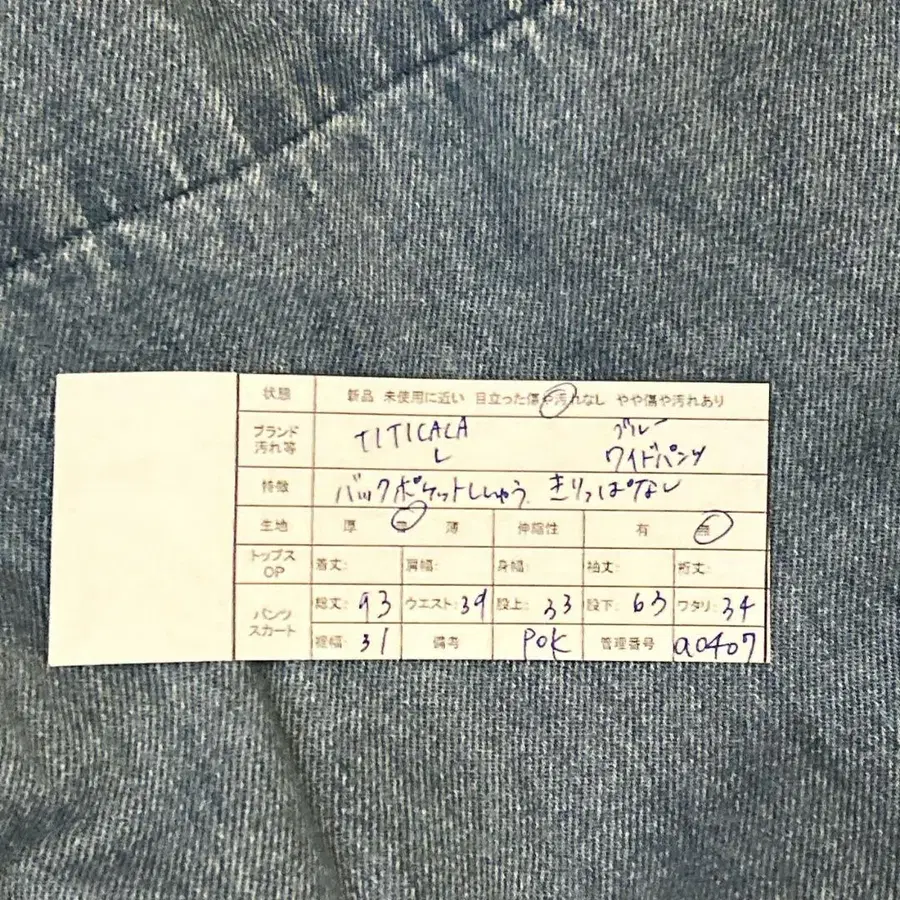 状態 新品 未使用に近い 目立った傷や汚れなし やや傷や汚れあり
ブランド TITICACA ブルー
汚れ等 L ワイドパンツ
特徴 バックポケットししゅう、きりっぱなし
生地 厚 薄 伸縮性 有 無
トップス 着丈: 肩幅: 身幅: 袖丈: 裄丈:
OP
パンツ 総丈: 93 ウエスト: 39 股上: 33 股下: 63 ワタリ: 34
スカート 裾幅: 31 備考 POK 管理番号 a0407